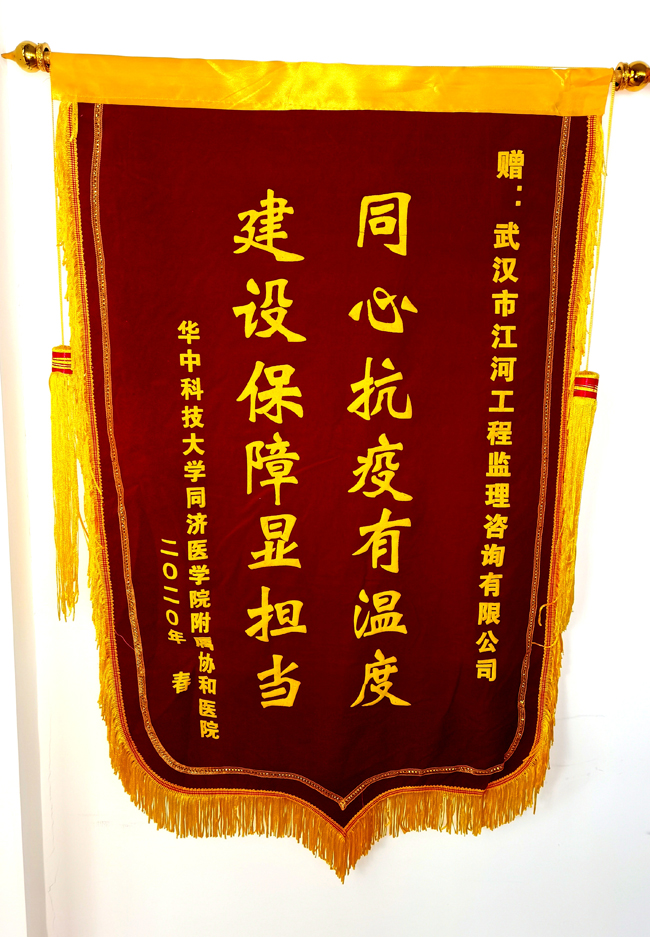 赠：武汉市江河工程监理咨询有限公司
同心抗疫有温度
建设保障显担当
华中科技大学同济医学院附属协和医院
二〇二〇年 春